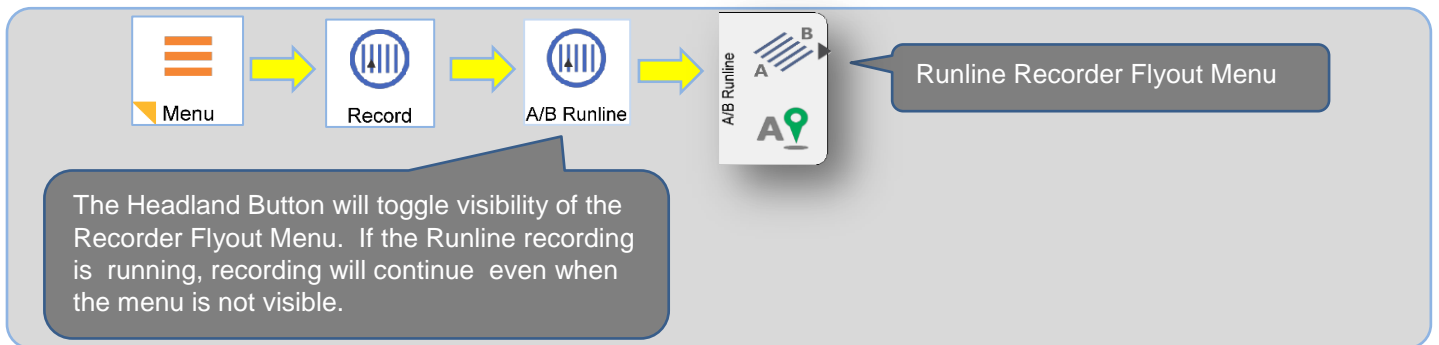 Menu
Record
A/B Runline
A/B Runline
B
A
A
Runline Recorder Flyout Menu
The Headland Button will toggle visibility of the
Recorder Flyout Menu.  If the Runline recording
is  running, recording will continue  even when
the menu is not visible.